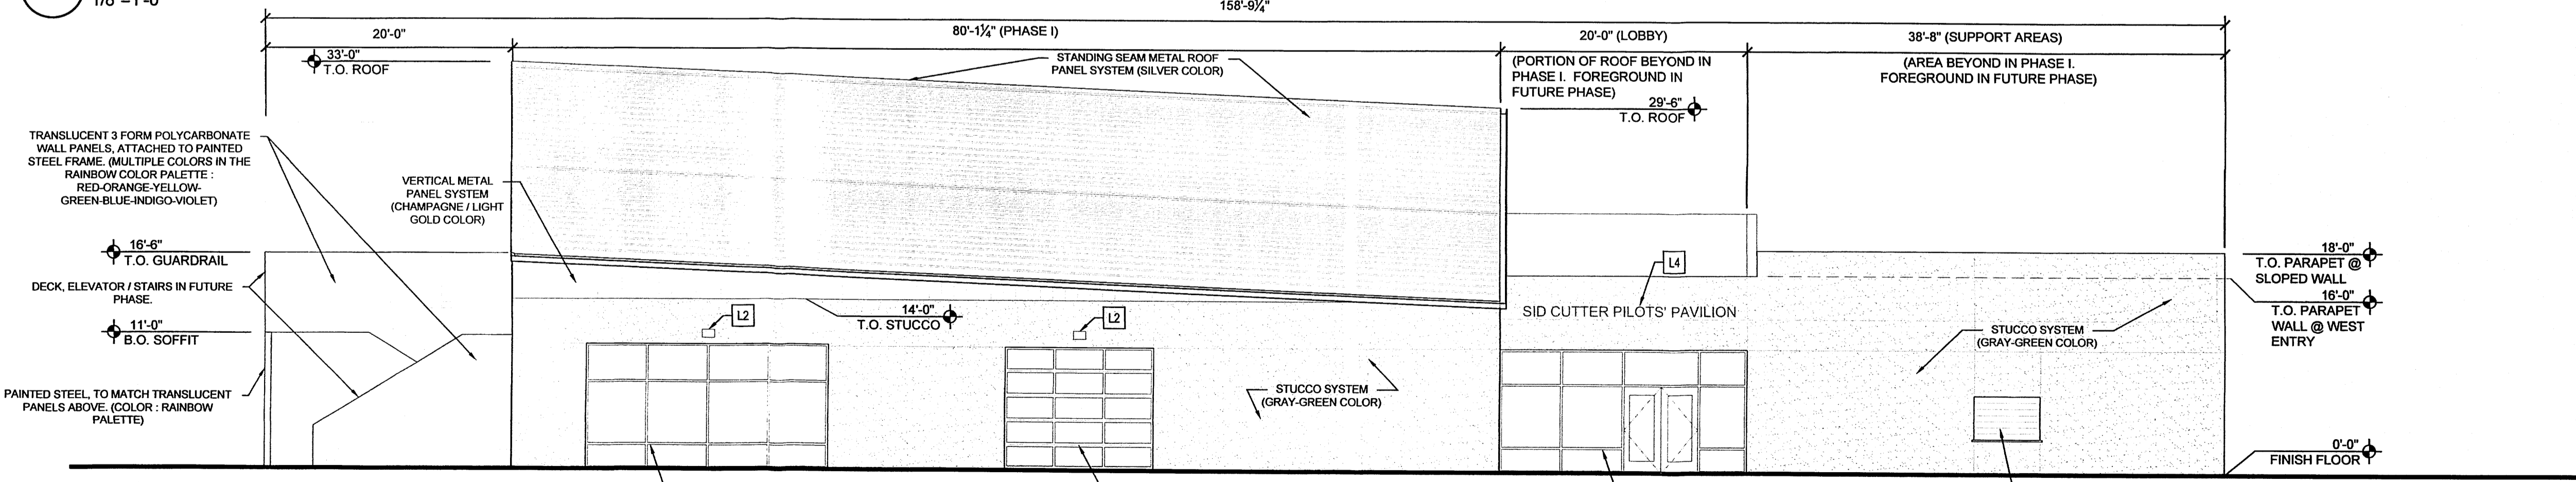 1/8"=1'-0"
158'-9¼"
20'-0"
80'-1¼" (PHASE I)
20'-0" (LOBBY)
38'-8" (SUPPORT AREAS)
33'-0"
T.O. ROOF
STANDING SEAM METAL ROOF
PANEL SYSTEM (SILVER COLOR)
(PORTION OF ROOF BEYOND IN
PHASE I. FOREGROUND IN
FUTURE PHASE)
(AREA BEYOND IN PHASE I.
FOREGROUND IN FUTURE PHASE)
29'-6"
T.O. ROOF
TRANSLUCENT 3 FORM POLYCARBONATE
WALL PANELS, ATTACHED TO PAINTED
STEEL FRAME. (MULTIPLE COLORS IN THE
RAINBOW COLOR PALETTE :
RED-ORANGE-YELLOW-
GREEN-BLUE-INDIGO-VIOLET)
VERTICAL METAL
PANEL SYSTEM
(CHAMPAGNE / LIGHT
GOLD COLOR)
16'-6"
T.O. GUARDRAIL
DECK, ELEVATOR / STAIRS IN FUTURE
PHASE.
11'-0"
B.O. SOFFIT
PAINTED STEEL, TO MATCH TRANSLUCENT
PANELS ABOVE. (COLOR : RAINBOW
PALETTE)
L2
14'-0"
T.O. STUCCO
L2
STUCCO SYSTEM
(GRAY-GREEN COLOR)
L4
SID CUTTER PILOTS' PAVILION
STUCCO SYSTEM
(GRAY-GREEN COLOR)
18'-0"
T.O. PARAPET @
SLOPED WALL
16'-0"
T.O. PARAPET
WALL @ WEST
ENTRY
0'-0"
FINISH FLOOR